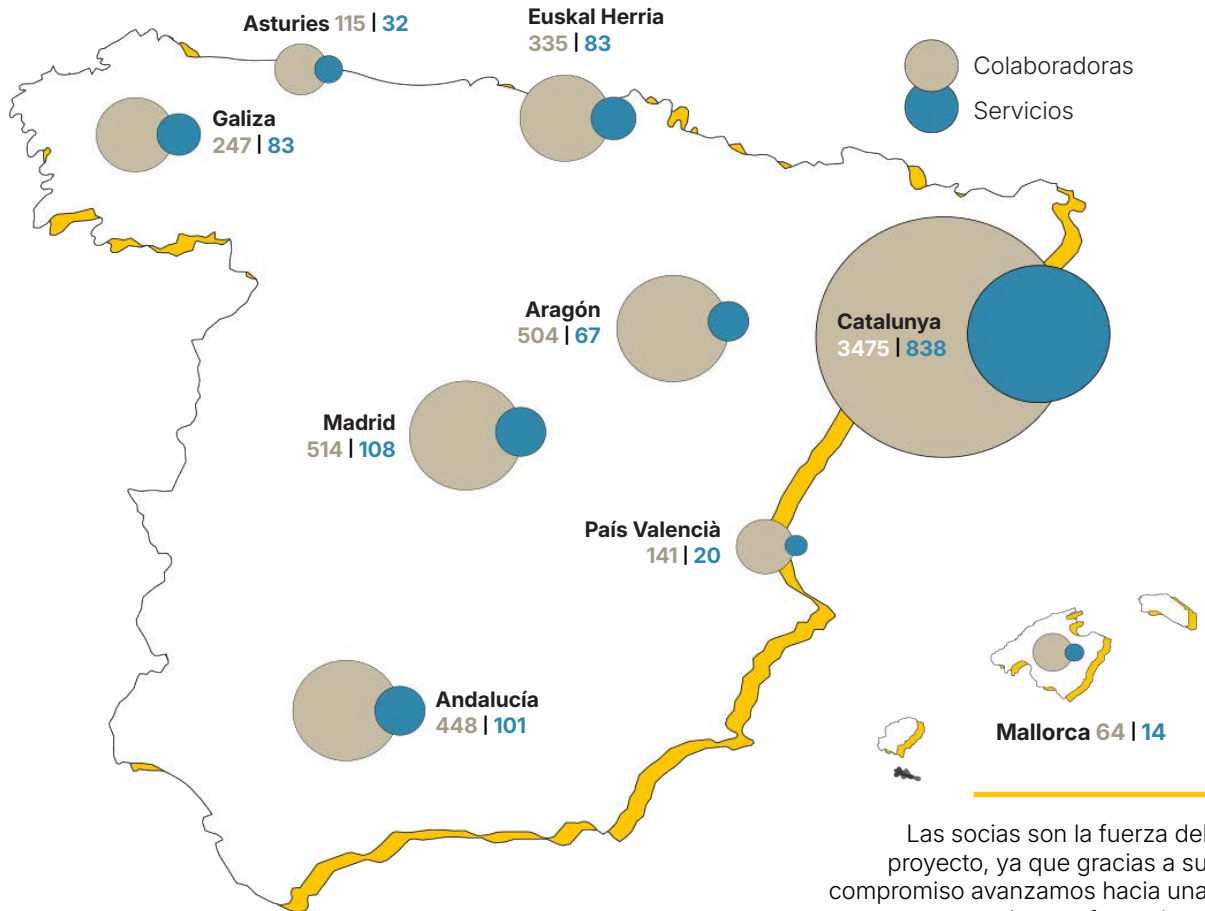 Asturies 115 | 32
Euskal Herria
335 | 83
Colaboradoras
Servicios
Galiza
247 | 83
Aragón
504 | 67
Catalunya
3475 | 838
Madrid
514 | 108
País Valencià
141 | 20
Andalucía
448 | 101
Mallorca 64 | 14
Las socias son la fuerza del
proyecto, ya que gracias a su
compromiso avanzamos hacia una